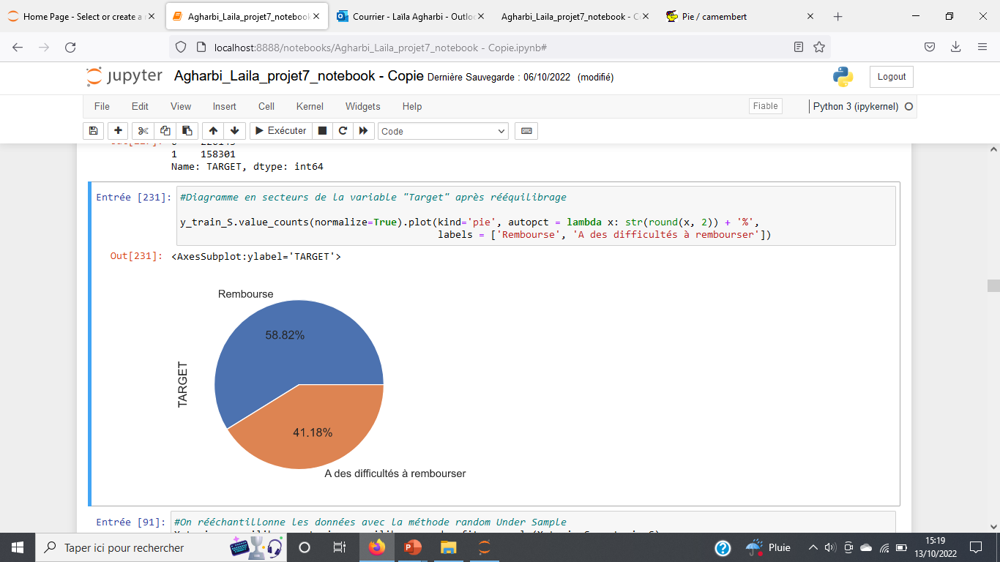 Home Page - Select or create a
Agharbi_Laila_projet7_notebook
Courrier - Laïla Agharbi - Outlo
Agharbi_Laila_projet7_notebook - C
Pie / camembert
localhost:8888/notebooks/Agharbi_Laila_projet7_notebook - Copie.ipynb#
jupyter Agharbi_Laila_projet7_notebook - Copie Dernière Sauvegarde : 06/10/2022 (modifié)
Logout
File Edit View Insert Cell Kernel Widgets Help
Fiable
Python 3 (ipykernel)
Exécuter
Code
1 158301
Name: TARGET, dtype: int64
Entrée [231]: #Diagramme en secteurs de la variable "Target" après rééquilibrage
y_train_S.value_counts(normalize=True).plot(kind='pie', autopct = lambda x: str(round(x, 2)) + '%',
labels = ['Rembourse', 'A des difficultés à rembourser'])
Out[231]: <AxesSubplot:ylabel='TARGET'>
Rembourse
58.82%
TARGET
41.18%
A des difficultés à rembourser
Entrée [91]: #On rééchantillonne les données avec la méthode random Under Sample
Taper ici pour rechercher
Pluie
15:19
13/10/2022